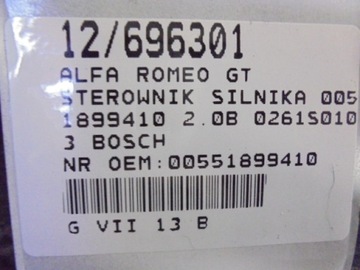 12/696301
ALFA ROMEO GT
STEROWNIK SILNIKA 005
1899410 2.0B 0261S010
3 BOSCH
NR OEM:00551899410
G VII 13 B